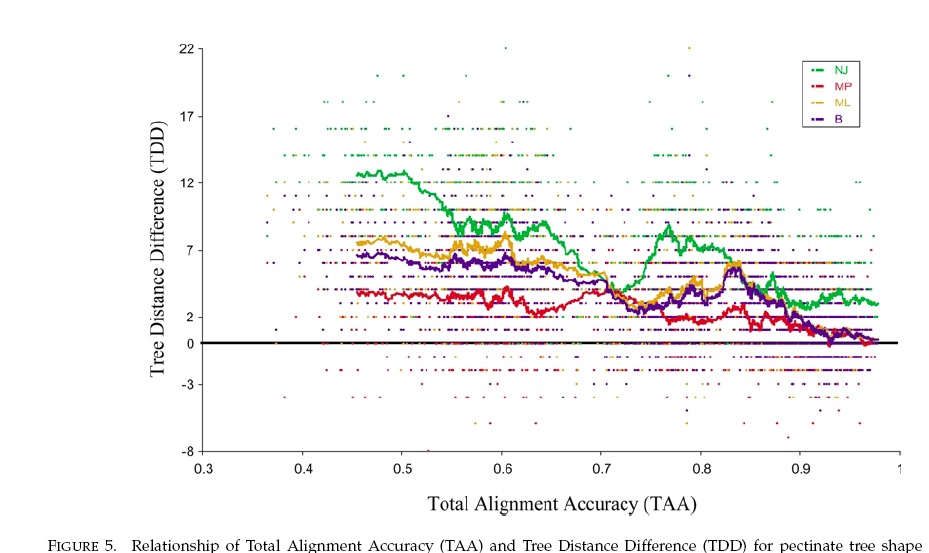 22
17
12
7
2
0
-3
-8
Tree Distance Difference (TDD)
NJ
MP
ML
B
0.3 0.4 0.5 0.6 0.7 0.8 0.9 1
Total Alignment Accuracy (TAA)
FIGURE 5. Relationship of Total Alignment Accuracy (TAA) and Tree Distance Difference (TDD) for pectinate tree shape